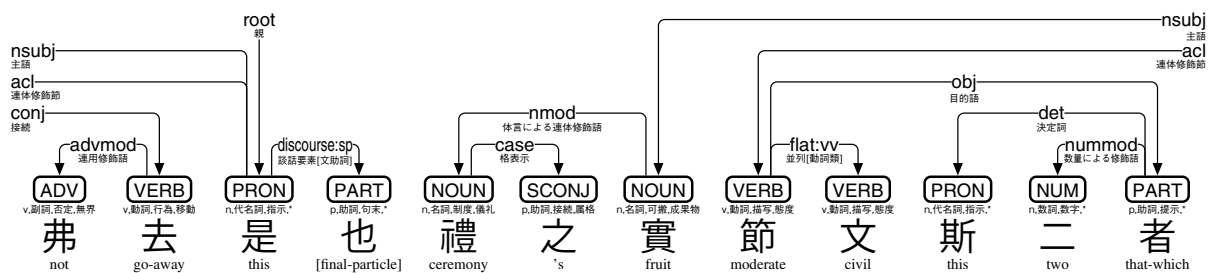 root
親
nsubj
主語
nsubj
主語
acl
連体修飾節
acl
連体修飾節
obj
目的語
conj
接続
nmod
体言による連体修飾語
det
決定詞
advmod
連用修飾語
discourse:sp
談話要素[文助詞]
case
格表示
flat:vv
並列[動詞類]
nummod
数量による修飾語
ADV VERB PRON PART NOUN SCONJ NOUN VERB VERB PRON NUM PART
v,副詞,否定,無界 v,動詞,行為,移動 n,代名詞,指示,* p,助詞,句末,* n,名詞,制度,儀礼 p,助詞,接続,属格 n,名詞,可搬,成果物 v,動詞,描写,態度 v,動詞,描写,態度 n,代名詞,指示,* n,数詞,数字,* p,助詞,提示,*
弗 去 是 也 禮 之 實 節 文 斯 二 者
not go-away this [final-particle] ceremony 's fruit moderate civil this two that-which